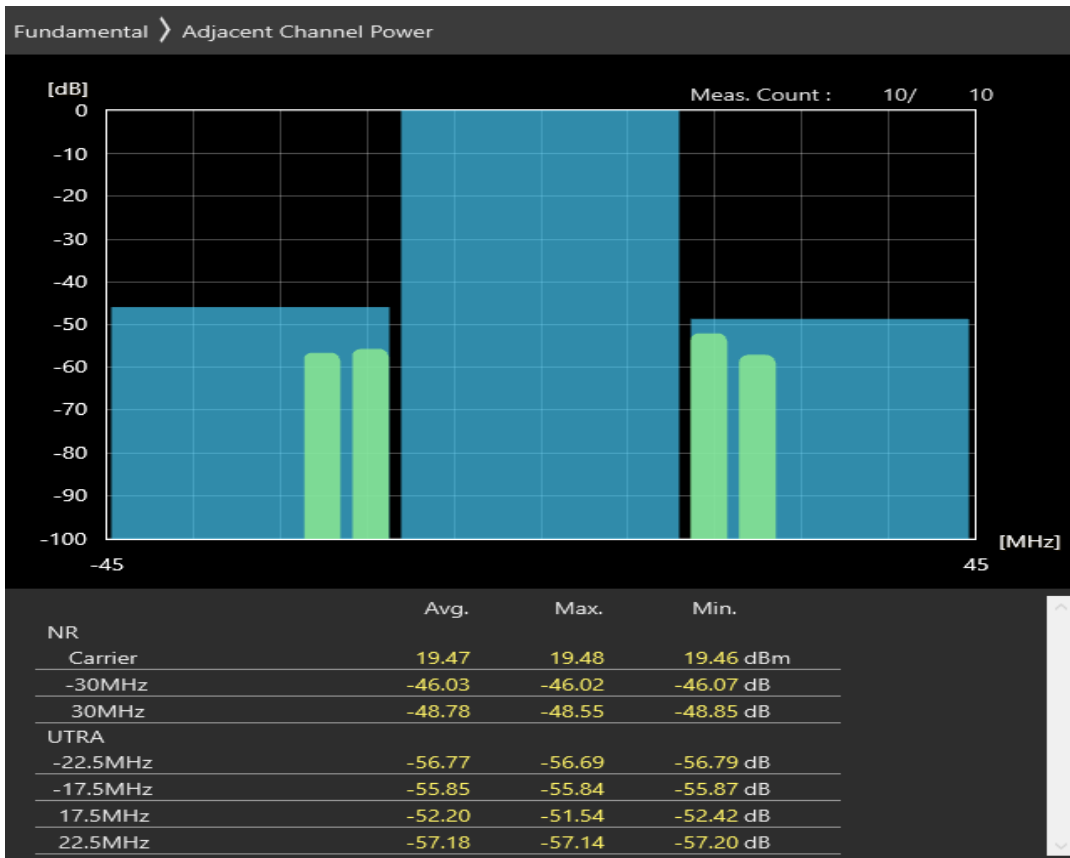 Fundamental 〉 Adjacent Channel Power
[dB]
Meas. Count : 10/ 10
0
-10
-20
-30
-40
-50
-60
-70
-80
-90
-100
[MHz]
-45 45
Avg. Max. Min.
NR
Carrier 19.47 19.48 19.46 dBm
-30MHz -46.03 -46.02 -46.07 dB
30MHz -48.78 -48.55 -48.85 dB
UTRA
-22.5MHz -56.77 -56.69 -56.79 dB
-17.5MHz -55.85 -55.84 -55.87 dB
17.5MHz -52.20 -51.54 -52.42 dB
22.5MHz -57.18 -57.14 -57.20 dB